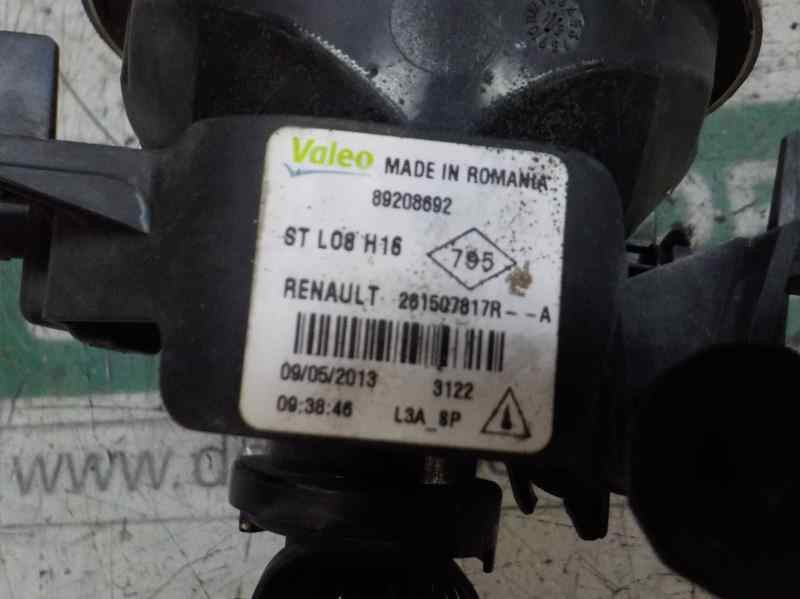 Valeo MADE IN ROMANIA
89208692
ST L08 H16 795
RENAULT 261507817R--A
09/05/2013 3122
09:38:46 L3A_8P
www.d